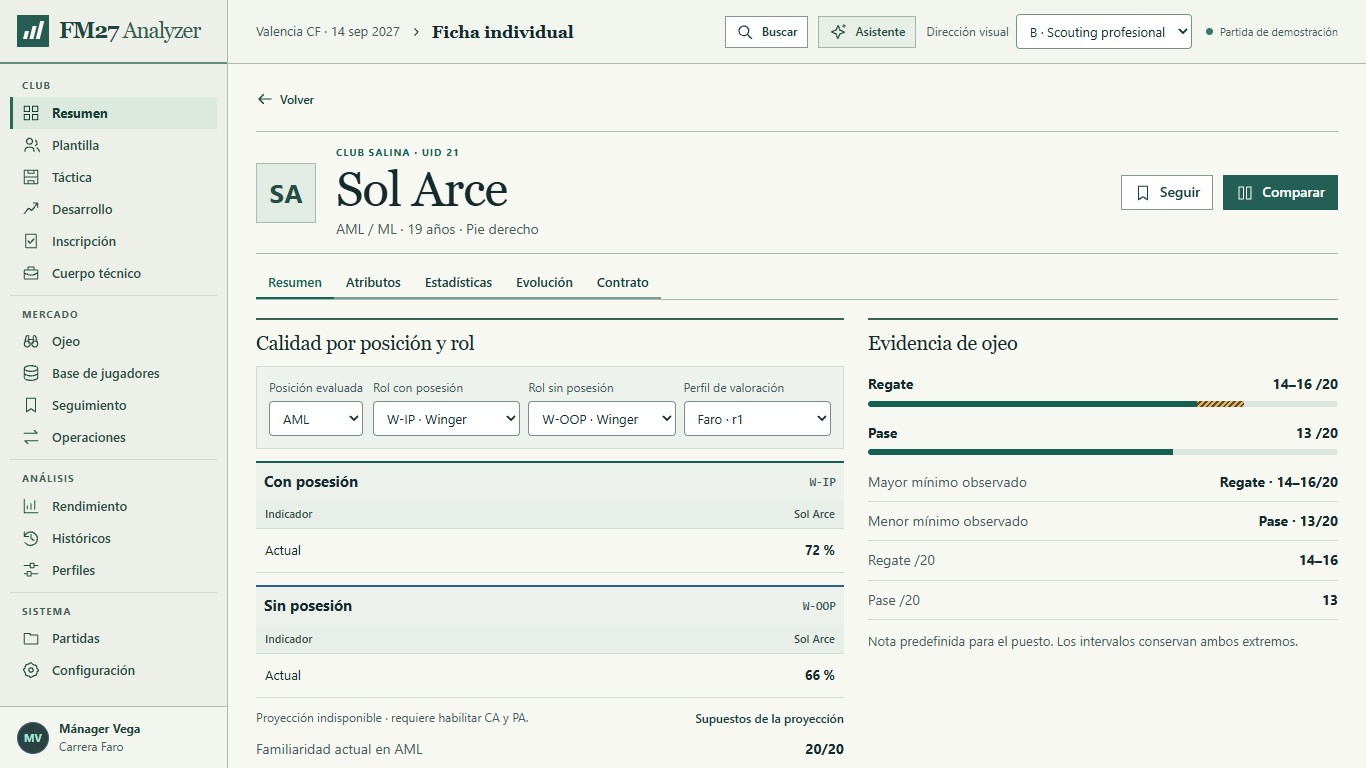 FM27 Analyzer
Valencia CF · 14 sep 2027 > Ficha individual
Buscar
Asistente
Dirección visual
B · Scouting profesional
Partida de demostración
CLUB
Resumen
Plantilla
Táctica
Desarrollo
Inscripción
Cuerpo técnico
MERCADO
Ojeo
Base de jugadores
Seguimiento
Operaciones
ANÁLISIS
Rendimiento
Históricos
Perfiles
SISTEMA
Partidas
Configuración
MV
Mánager Vega
Carrera Faro
← Volver
SA
CLUB SALINA · UID 21
Sol Arce
AML / ML · 19 años · Pie derecho
Seguir
Comparar
Resumen Atributos Estadísticas Evolución Contrato
Calidad por posición y rol
Posición evaluada Rol con posesión Rol sin posesión Perfil de valoración
AML W-IP · Winger W-OOP · Winger Faro · r1
Con posesión W-IP
Indicador Sol Arce
Actual 72 %
Sin posesión W-OOP
Indicador Sol Arce
Actual 66 %
Proyección indisponible · requiere habilitar CA y PA. Supuestos de la proyección
Familiaridad actual en AML 20/20
Evidencia de ojeo
Regate 14–16 /20
Pase 13 /20
Mayor mínimo observado Regate · 14–16/20
Menor mínimo observado Pase · 13/20
Regate /20 14–16
Pase /20 13
Nota predefinida para el puesto. Los intervalos conservan ambos extremos.